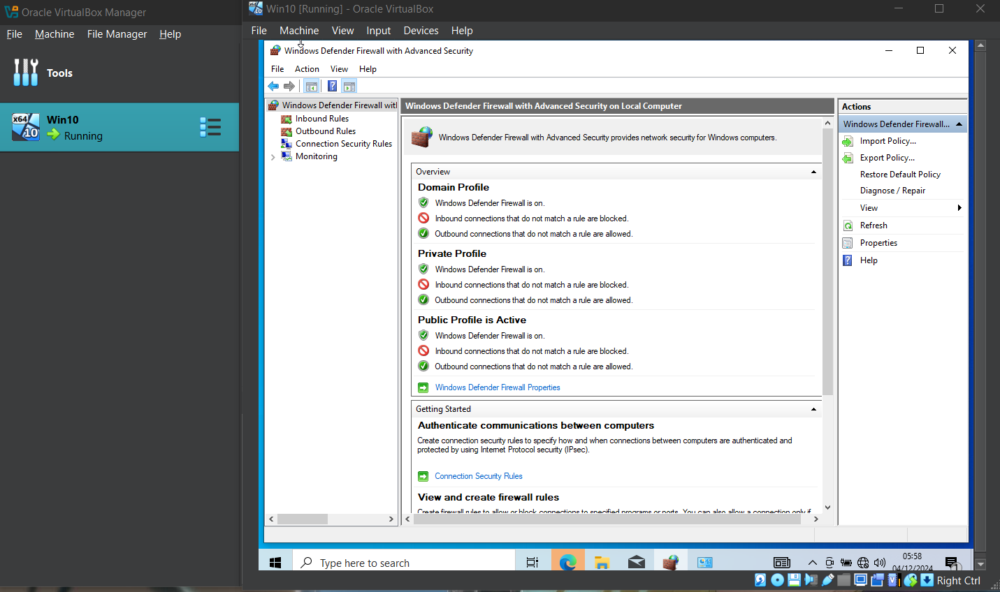 Oracle VirtualBox Manager
File Machine File Manager Help
Tools
x64
10
Win10
Running
Win10 [Running] - Oracle VirtualBox
File Machine View Input Devices Help
Windows Defender Firewall with Advanced Security
File Action View Help
Windows Defender Firewall wit
Inbound Rules
Outbound Rules
Connection Security Rules
Monitoring
Windows Defender Firewall with Advanced Security on Local Computer
Windows Defender Firewall with Advanced Security provides network security for Windows computers.
Overview
Domain Profile
Windows Defender Firewall is on.
Inbound connections that do not match a rule are blocked.
Outbound connections that do not match a rule are allowed.
Private Profile
Windows Defender Firewall is on.
Inbound connections that do not match a rule are blocked.
Outbound connections that do not match a rule are allowed.
Public Profile is Active
Windows Defender Firewall is on.
Inbound connections that do not match a rule are blocked.
Outbound connections that do not match a rule are allowed.
Windows Defender Firewall Properties
Getting Started
Authenticate communications between computers
Create connection security rules to specify how and when connections between computers are authenticated and
protected by using Internet Protocol security (IPsec).
Connection Security Rules
View and create firewall rules
Create firewall rules to allow or block connections to specified programs or ports. You can also allow a connection only if
Actions
Windows Defender Firewall...
Import Policy...
Export Policy...
Restore Default Policy
Diagnose / Repair
View
Refresh
Properties
Help
Type here to search
05:58
04/12/2024
1
Right Ctrl